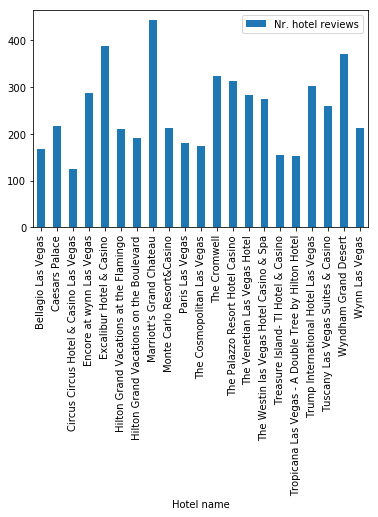 Nr. hotel reviews
400
300
200
100
0
Bellagio Las Vegas
Caesars Palace
Circus Circus Hotel & Casino Las Vegas
Encore at wynn Las Vegas
Excalibur Hotel & Casino
Hilton Grand Vacations at the Flamingo
Hilton Grand Vacations on the Boulevard
Marriott's Grand Chateau
Monte Carlo Resort&Casino
Paris Las Vegas
The Cosmopolitan Las Vegas
The Cromwell
The Palazzo Resort Hotel Casino
The Venetian Las Vegas Hotel
The Westin las Vegas Hotel Casino & Spa
Treasure Island- TI Hotel & Casino
Tropicana Las Vegas - A Double Tree by Hilton Hotel
Trump International Hotel Las Vegas
Tuscany Las Vegas Suites & Casino
Wyndham Grand Desert
Wynn Las Vegas
Hotel name